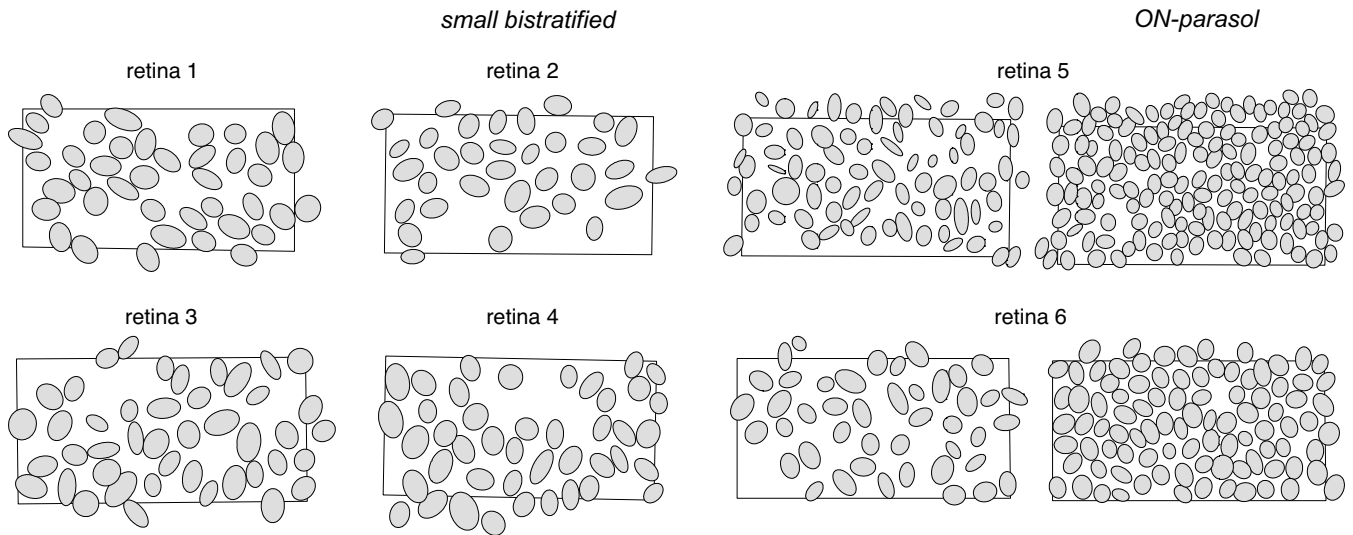 small bistratified
ON-parasol
retina 1
retina 2
retina 5
retina 3
retina 4
retina 6